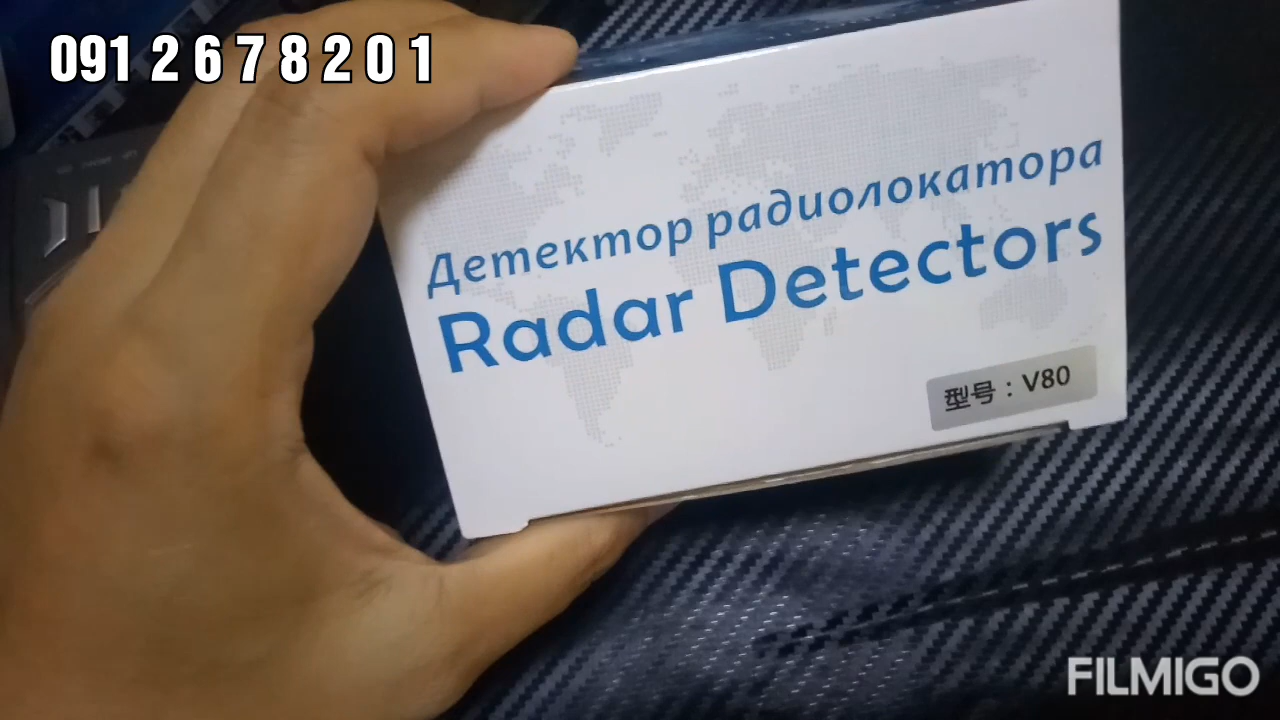 091 2 6 7 8 2 0 1
Детектор радиолокатора
Radar Detectors
型号：V80
FILMIGO